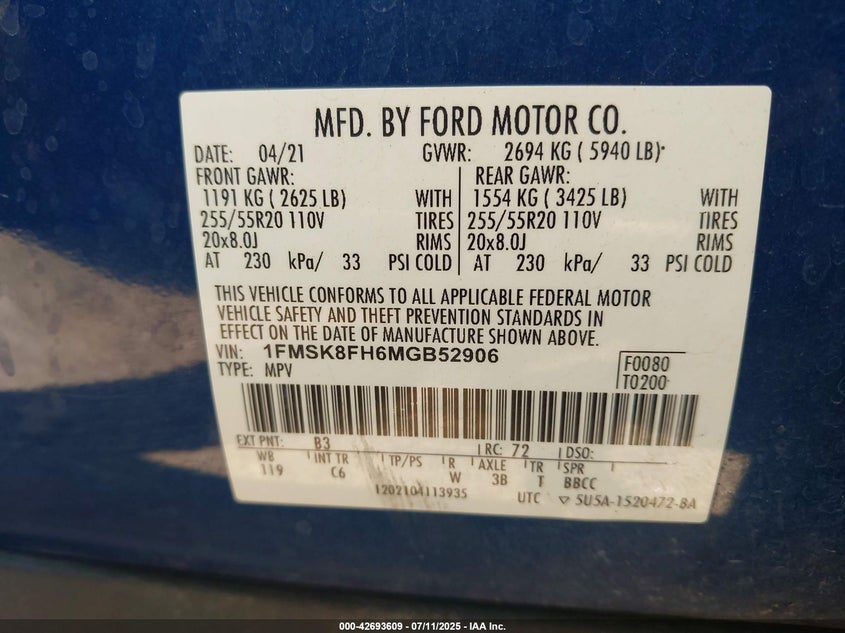 MFD. BY FORD MOTOR CO.
DATE: 04/21 GVWR: 2694 KG ( 5940 LB)*
FRONT GAWR: REAR GAWR:
1191 KG ( 2625 LB) WITH 1554 KG ( 3425 LB) WITH
255/55R20 110V TIRES 255/55R20 110V TIRES
20x8.0J RIMS 20x8.0J RIMS
AT 230 kPa/ 33 PSI COLD AT 230 kPa/ 33 PSI COLD
THIS VEHICLE CONFORMS TO ALL APPLICABLE FEDERAL MOTOR
VEHICLE SAFETY AND THEFT PREVENTION STANDARDS IN
EFFECT ON THE DATE OF MANUFACTURE SHOWN ABOVE.
VIN: 1FMSK8FH6MGB52906
TYPE: MPV
F0080
T0200
EXT PNT: B3 RC: 72 DSO:
WB INT TR TP/PS R AXLE TR SPR
119 C6 W 3B T BBCC
1202104113935 UTC ▽ 5U5A-1520472-BA
000-42693609 - 07/11/2025 - IAA Inc.